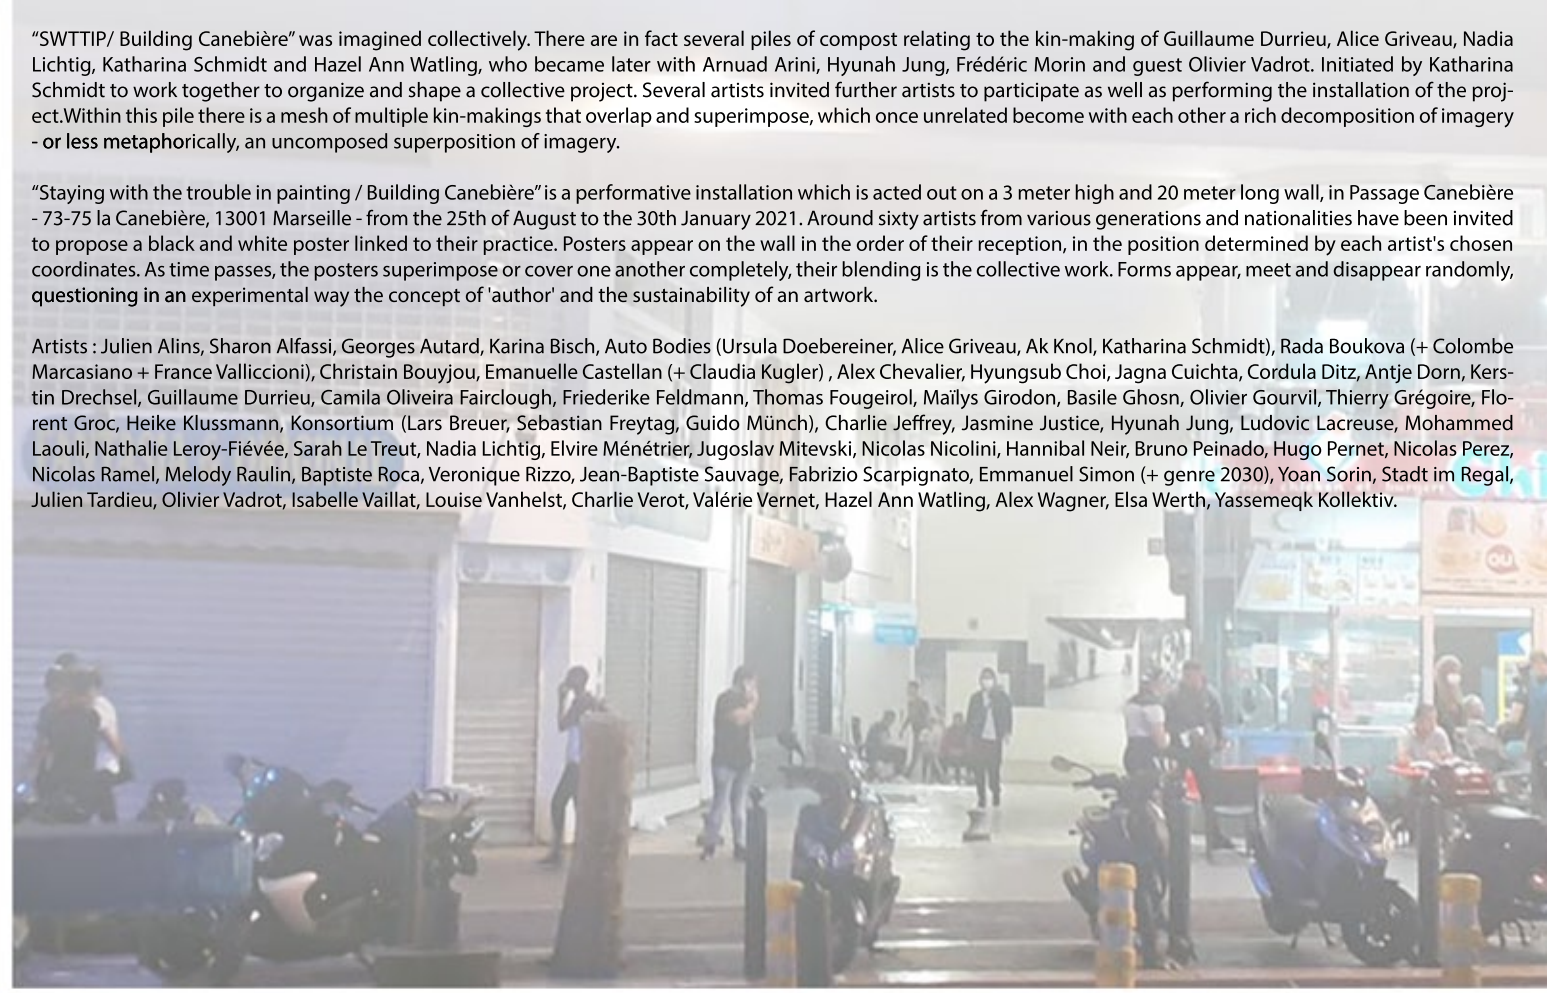 “SWTTIP/ Building Canebière” was imagined collectively. There are in fact several piles of compost relating to the kin-making of Guillaume Durrieu, Alice Griveau, Nadia
Lichtig, Katharina Schmidt and Hazel Ann Watling, who became later with Arnuad Arini, Hyunah Jung, Frédéric Morin and guest Olivier Vadrot. Initiated by Katharina
Schmidt to work together to organize and shape a collective project. Several artists invited further artists to participate as well as performing the installation of the proj-
ect.Within this pile there is a mesh of multiple kin-makings that overlap and superimpose, which once unrelated become with each other a rich decomposition of imagery
- or less metaphorically, an uncomposed superposition of imagery.
“Staying with the trouble in painting / Building Canebière” is a performative installation which is acted out on a 3 meter high and 20 meter long wall, in Passage Canebière
- 73-75 la Canebière, 13001 Marseille - from the 25th of August to the 30th January 2021. Around sixty artists from various generations and nationalities have been invited
to propose a black and white poster linked to their practice. Posters appear on the wall in the order of their reception, in the position determined by each artist's chosen
coordinates. As time passes, the posters superimpose or cover one another completely, their blending is the collective work. Forms appear, meet and disappear randomly,
questioning in an experimental way the concept of 'author' and the sustainability of an artwork.
Artists : Julien Alins, Sharon Alfassi, Georges Autard, Karina Bisch, Auto Bodies (Ursula Doebereiner, Alice Griveau, Ak Knol, Katharina Schmidt), Rada Boukova (+ Colombe
Marcasiano + France Valliccioni), Christain Bouyjou, Emanuelle Castellan (+ Claudia Kugler) , Alex Chevalier, Hyungsub Choi, Jagna Cuichta, Cordula Ditz, Antje Dorn, Kers-
tin Drechsel, Guillaume Durrieu, Camila Oliveira Fairclough, Friederike Feldmann, Thomas Fougeirol, Maïlys Girodon, Basile Ghosn, Olivier Gourvil, Thierry Grégoire, Flo-
rent Groc, Heike Klussmann, Konsortium (Lars Breuer, Sebastian Freytag, Guido Münch), Charlie Jeffrey, Jasmine Justice, Hyunah Jung, Ludovic Lacreuse, Mohammed
Laouli, Nathalie Leroy-Fiévée, Sarah Le Treut, Nadia Lichtig, Elvire Ménétrier, Jugoslav Mitevski, Nicolas Nicolini, Hannibal Neir, Bruno Peinado, Hugo Pernet, Nicolas Perez,
Nicolas Ramel, Melody Raulin, Baptiste Roca, Veronique Rizzo, Jean-Baptiste Sauvage, Fabrizio Scarpignato, Emmanuel Simon (+ genre 2030), Yoan Sorin, Stadt im Regal,
Julien Tardieu, Olivier Vadrot, Isabelle Vaillat, Louise Vanhelst, Charlie Verot, Valérie Vernet, Hazel Ann Watling, Alex Wagner, Elsa Werth, Yassemeqk Kollektiv.
OU